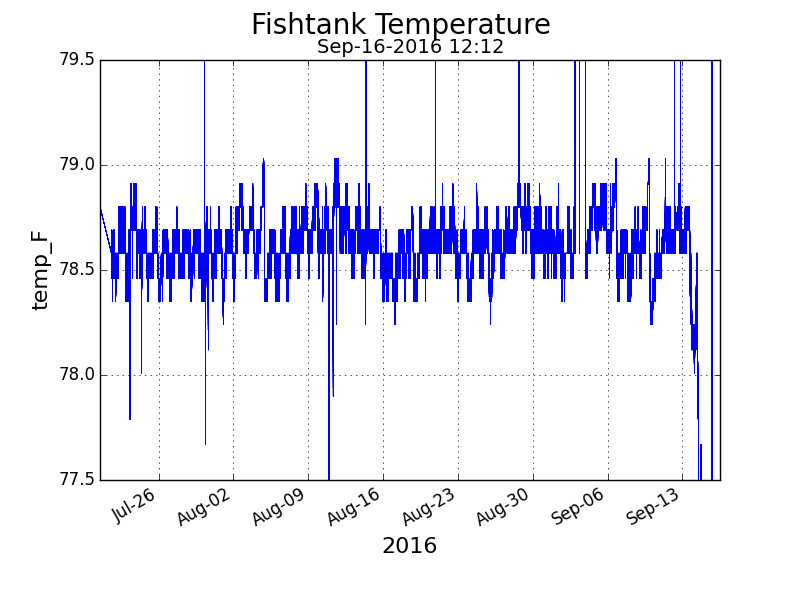 Fishtank Temperature
Sep-16-2016 12:12
79.5
79.0
78.5
78.0
77.5
temp_F
Jul-26
Aug-02
Aug-09
Aug-16
Aug-23
Aug-30
Sep-06
Sep-13
2016